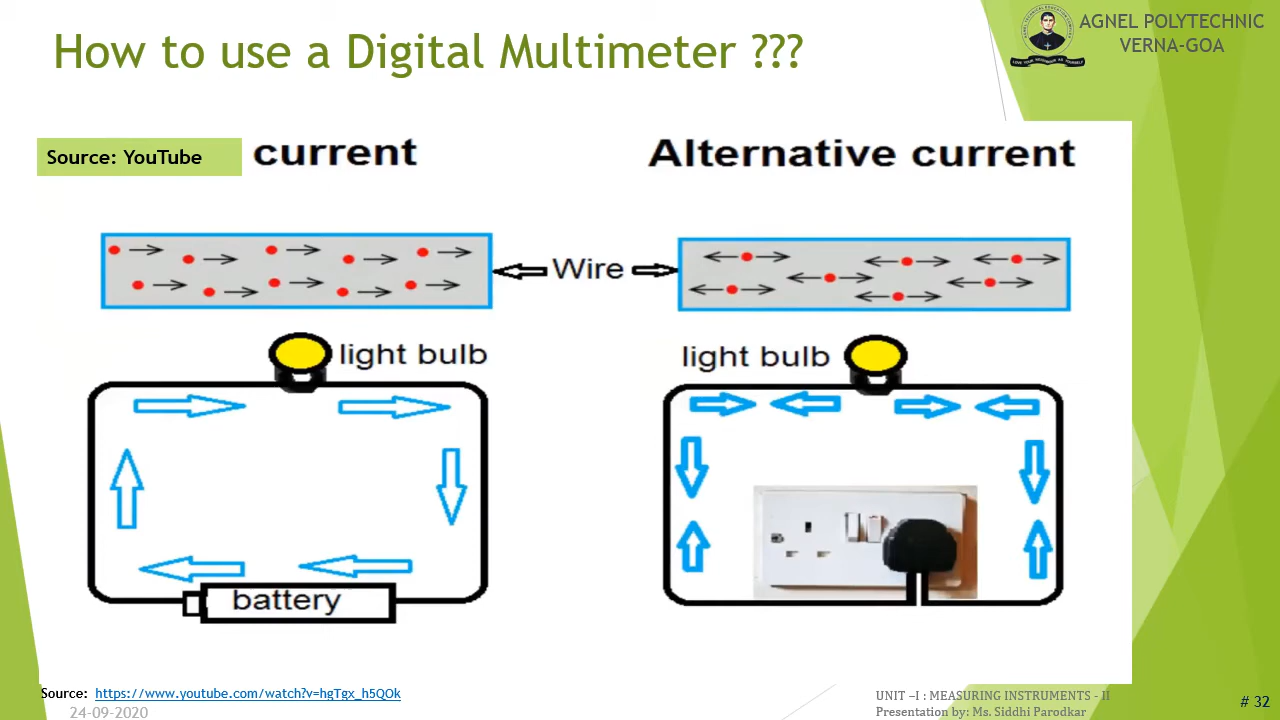 How to use a Digital Multimeter ???
AGNEL POLYTECHNIC
VERNA-GOA
Source: YouTube
current
Alternative current
Wire
light bulb
light bulb
battery
Source: https://www.youtube.com/watch?v=hgTgx_h5QOk
24-09-2020
UNIT –I : MEASURING INSTRUMENTS - II
Presentation by: Ms. Siddhi Parodkar
# 32